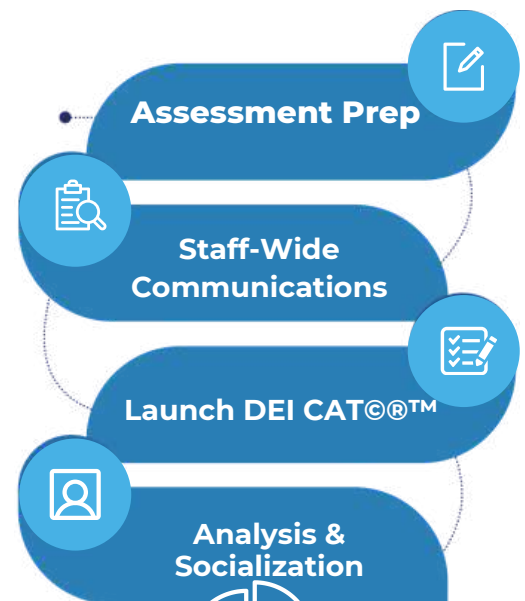 Assessment Prep
Staff-Wide
Communications
Launch DEI CAT©®™
Analysis &
Socialization